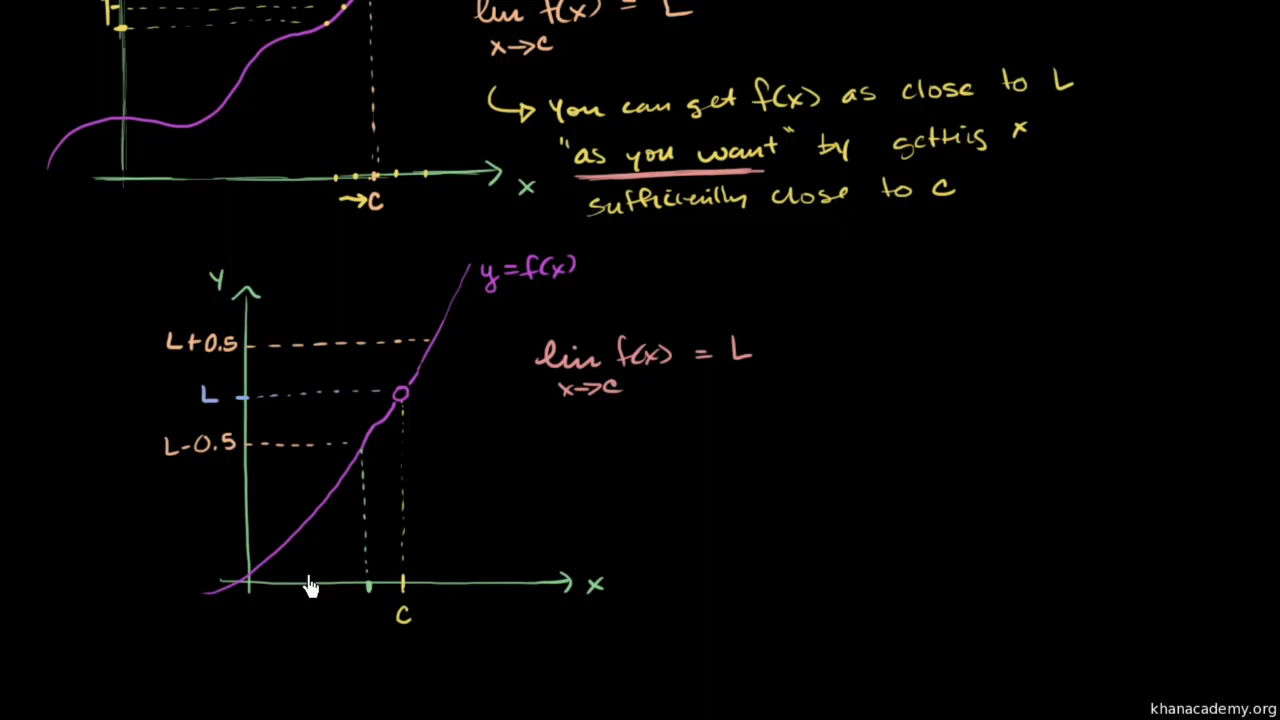 lim f(x) = L
x→c
↳ you can get f(x) as close to L
"as you want" by getting x
sufficiently close to c
x
→c
y
y=f(x)
L+0.5
lim f(x) = L
x→c
L
L-0.5
x
c
khanacademy.org